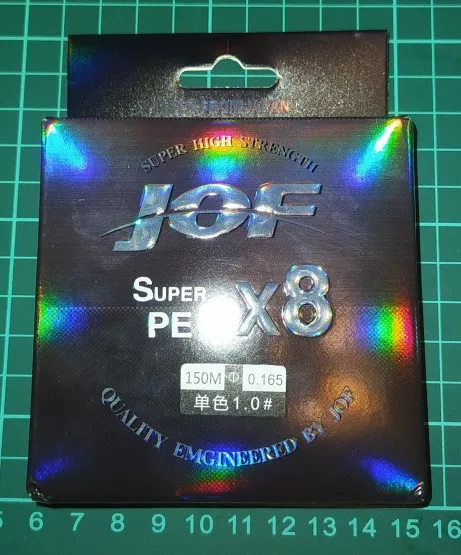 SUPER HIGH STRENGTH
JOF
SUPER
PE X8
150M Φ 0.165
单色1.0#
QUALITY EMGINEERED BY JOF
5 6 7 8 9 10 11 12 13 14 15 16